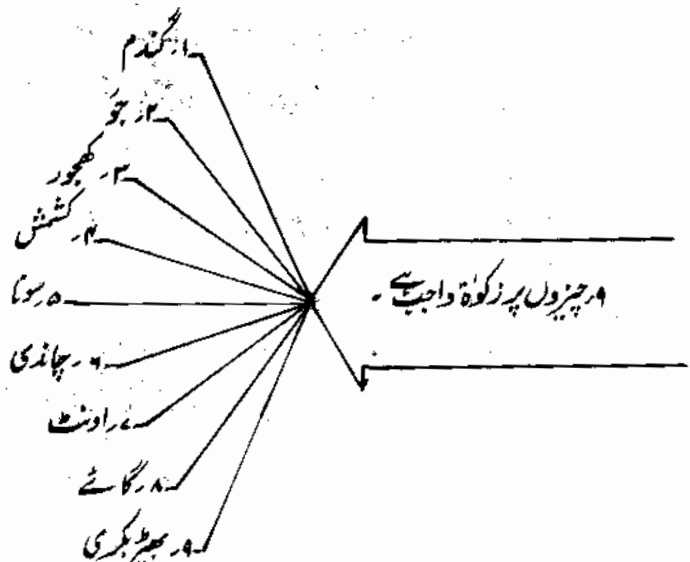 ۹؍چیزوں پر زکوٰۃ واجب ہے ۔
۱؍گندم
۲؍جَو
۳؍کھجور
۴؍کشمش
۵؍سونا
۶؍چاندی
۷؍اونٹ
۸؍گائے
۹؍بھیڑ بکری